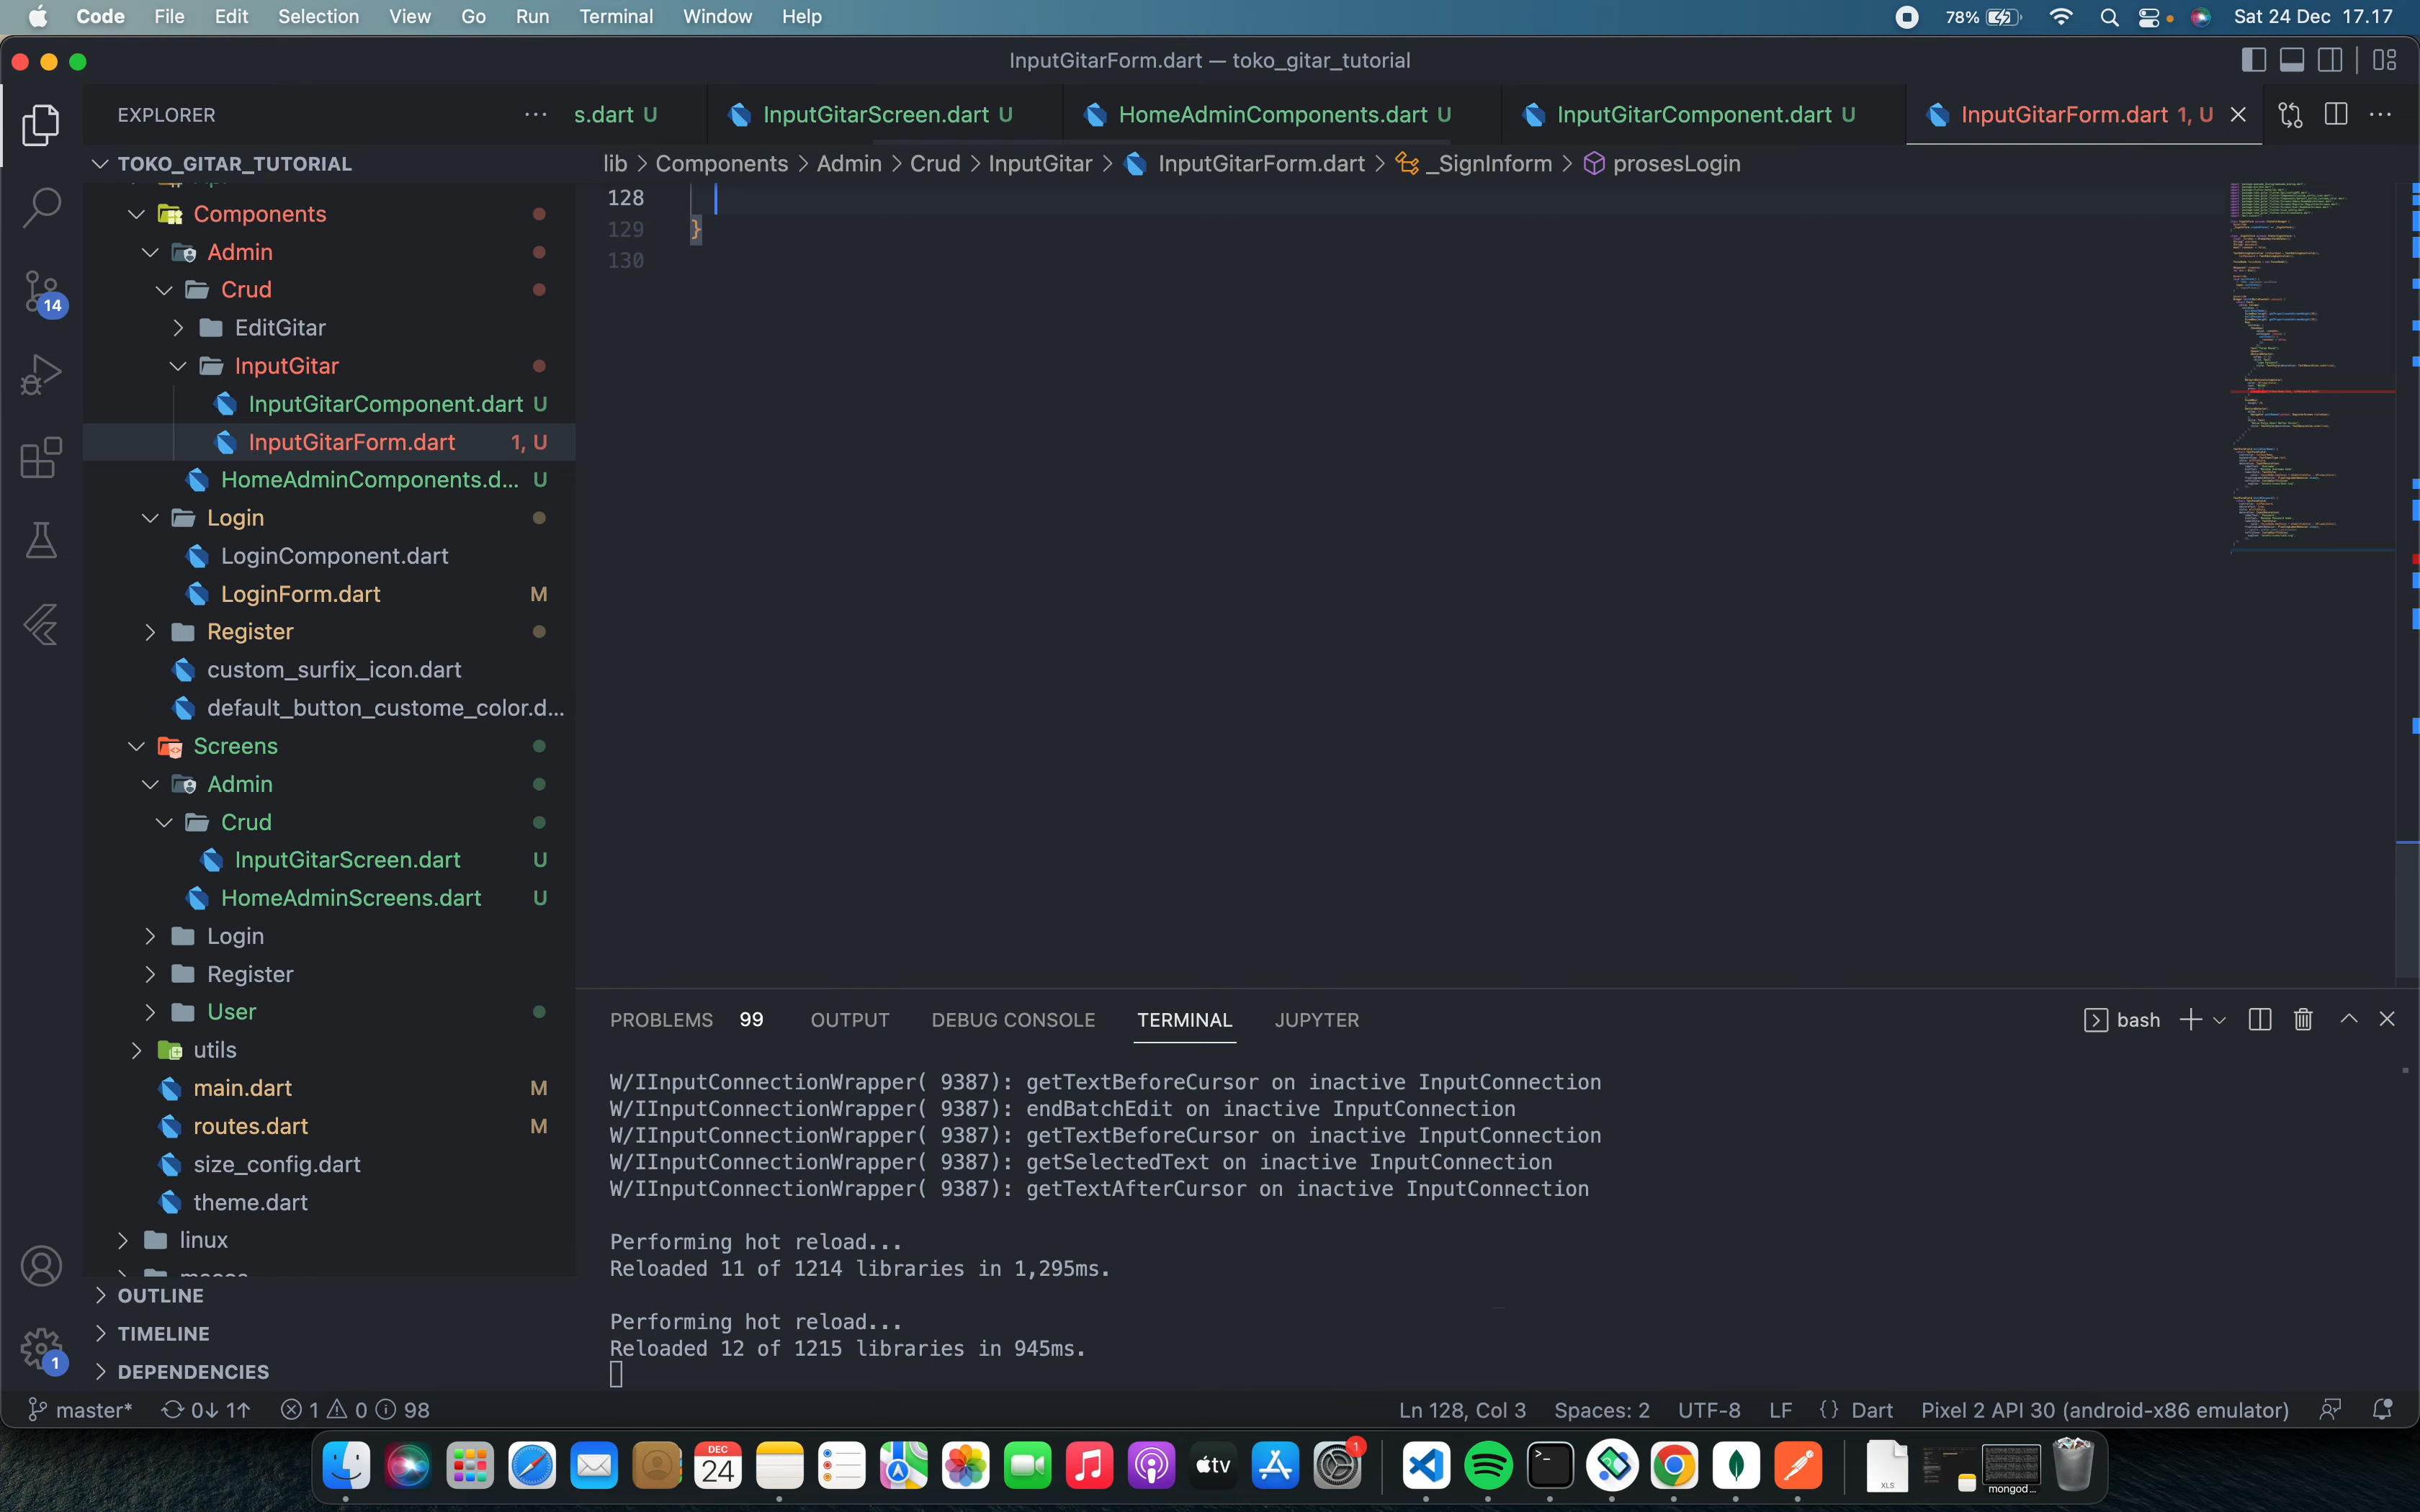 Code File Edit Selection View Go Run Terminal Window Help 78% Sat 24 Dec 17.17
InputGitarForm.dart — toko_gitar_tutorial
EXPLORER ··· s.dart U InputGitarScreen.dart U HomeAdminComponents.dart U InputGitarComponent.dart U InputGitarForm.dart 1, U
TOKO_GITAR_TUTORIAL
lib > Components > Admin > Crud > InputGitar > InputGitarForm.dart > _SignInform > prosesLogin
128
129 }
130
Components
Admin
Crud
EditGitar
InputGitar
InputGitarComponent.dart U
InputGitarForm.dart 1, U
HomeAdminComponents.d... U
Login
LoginComponent.dart
LoginForm.dart M
Register
custom_surfix_icon.dart
default_button_custome_color.d...
Screens
Admin
Crud
InputGitarScreen.dart U
HomeAdminScreens.dart U
Login
Register
User
utils
main.dart M
routes.dart M
size_config.dart
theme.dart
linux
OUTLINE
TIMELINE
DEPENDENCIES
14
1
PROBLEMS 99 OUTPUT DEBUG CONSOLE TERMINAL JUPYTER bash
W/IInputConnectionWrapper( 9387): getTextBeforeCursor on inactive InputConnection
W/IInputConnectionWrapper( 9387): endBatchEdit on inactive InputConnection
W/IInputConnectionWrapper( 9387): getTextBeforeCursor on inactive InputConnection
W/IInputConnectionWrapper( 9387): getSelectedText on inactive InputConnection
W/IInputConnectionWrapper( 9387): getTextAfterCursor on inactive InputConnection
Performing hot reload...
Reloaded 11 of 1214 libraries in 1,295ms.
Performing hot reload...
Reloaded 12 of 1215 libraries in 945ms.
master* 0↓ 1↑ 1 0 98 Ln 128, Col 3 Spaces: 2 UTF-8 LF {} Dart Pixel 2 API 30 (android-x86 emulator)
DEC
24
tv
1
XLS
mongod...